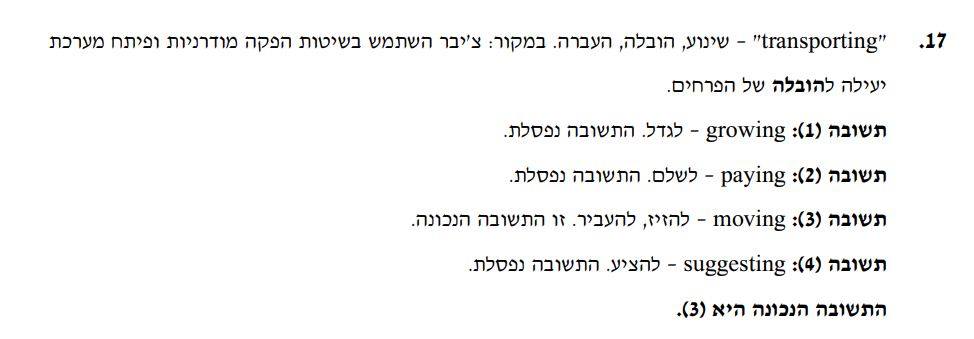 17. "transporting" – שינוע, הובלה, העברה. במקור: צ'יבר השתמש בשיטות הפקה מודרניות ופיתח מערכת
יעילה להובלה של הפרחים.
תשובה (1): growing – לגדל. התשובה נפסלת.
תשובה (2): paying – לשלם. התשובה נפסלת.
תשובה (3): moving – להזיז, להעביר. זו התשובה הנכונה.
תשובה (4): suggesting – להציע. התשובה נפסלת.
התשובה הנכונה היא (3).